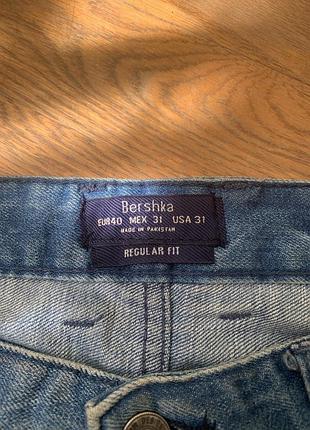 Bershka
EUR40 MEX 31 USA 31
MADE IN PAKISTAN
REGULAR FIT